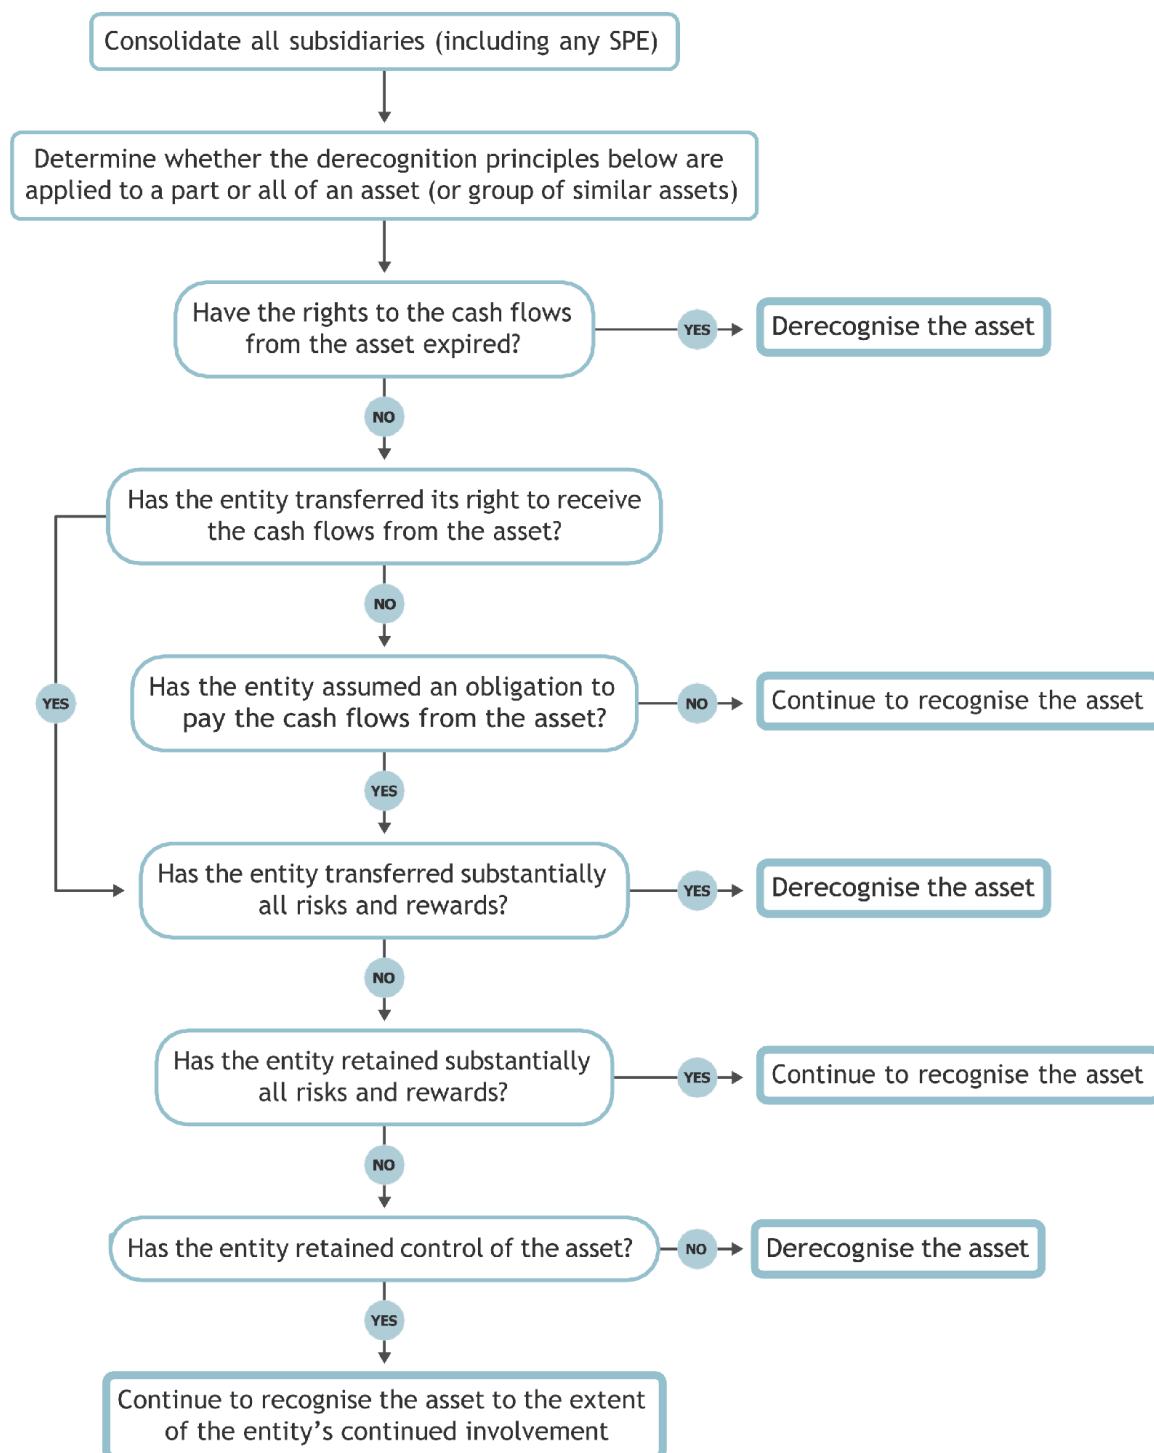 Consolidate all subsidiaries (including any SPE)
Determine whether the derecognition principles below are
applied to a part or all of an asset (or group of similar assets)
Have the rights to the cash flows
from the asset expired?
YES
Derecognise the asset
NO
Has the entity transferred its right to receive
the cash flows from the asset?
NO
YES
Has the entity assumed an obligation to
pay the cash flows from the asset?
NO
Continue to recognise the asset
YES
Has the entity transferred substantially
all risks and rewards?
YES
Derecognise the asset
NO
Has the entity retained substantially
all risks and rewards?
YES
Continue to recognise the asset
NO
Has the entity retained control of the asset?
NO
Derecognise the asset
YES
Continue to recognise the asset to the extent
of the entity's continued involvement